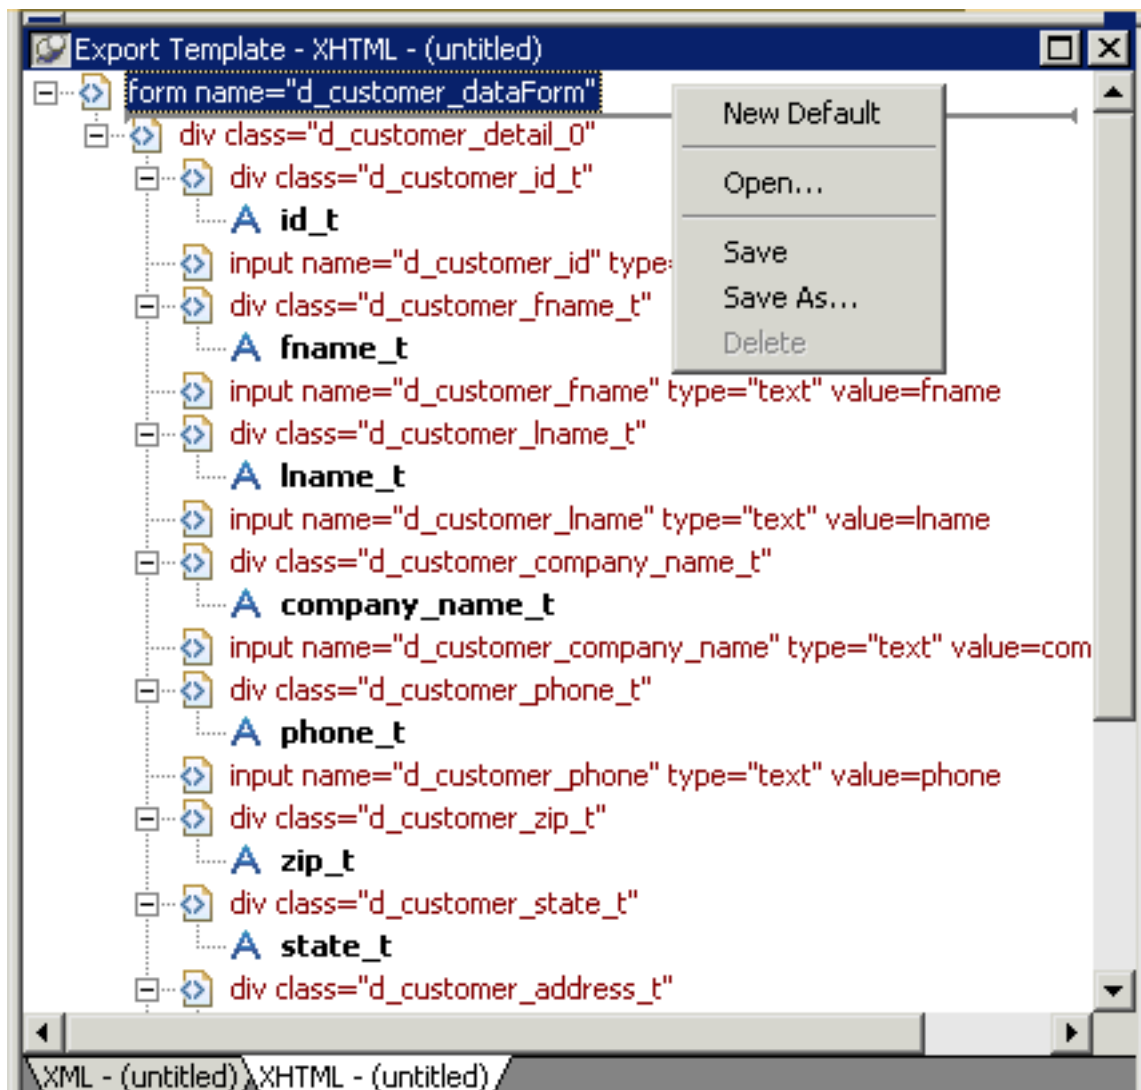 Export Template - XHTML - (untitled)
form name="d_customer_dataForm"
div class="d_customer_detail_0"
div class="d_customer_id_t"
id_t
input name="d_customer_id" type=
div class="d_customer_fname_t"
fname_t
input name="d_customer_fname" type="text" value=fname
div class="d_customer_lname_t"
lname_t
input name="d_customer_lname" type="text" value=lname
div class="d_customer_company_name_t"
company_name_t
input name="d_customer_company_name" type="text" value=com
div class="d_customer_phone_t"
phone_t
input name="d_customer_phone" type="text" value=phone
div class="d_customer_zip_t"
zip_t
div class="d_customer_state_t"
state_t
div class="d_customer_address_t"
New Default
Open...
Save
Save As...
Delete
XML - (untitled) XHTML - (untitled)